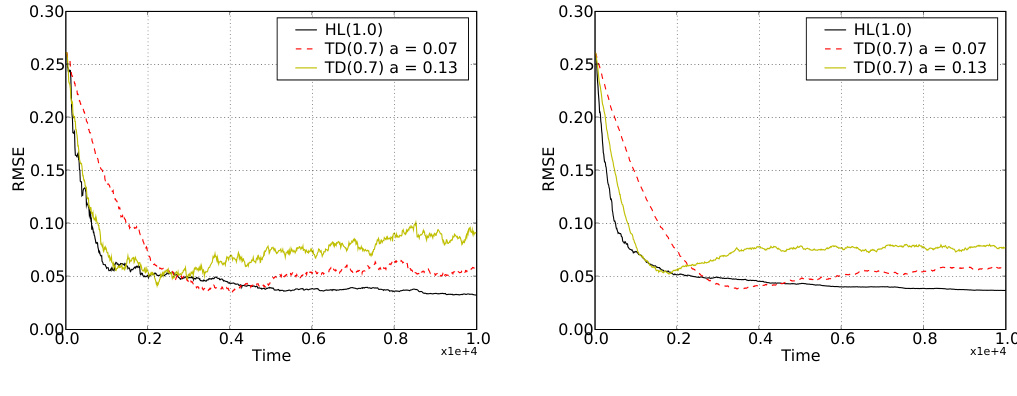 0.30
0.25
0.20
0.15
0.10
0.05
0.00
RMSE
HL(1.0)
TD(0.7) a = 0.07
TD(0.7) a = 0.13
0.0 0.2 0.4 0.6 0.8 1.0
x1e+4
Time
0.30
0.25
0.20
0.15
0.10
0.05
0.00
RMSE
HL(1.0)
TD(0.7) a = 0.07
TD(0.7) a = 0.13
0.0 0.2 0.4 0.6 0.8 1.0
x1e+4
Time